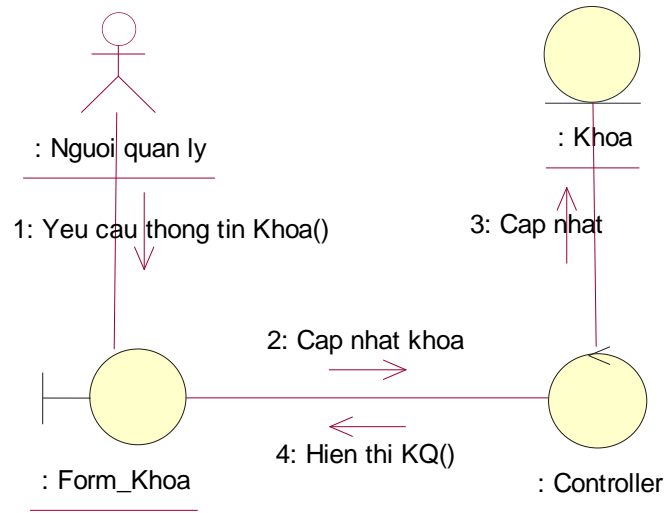 : Nguoi quan ly
: Khoa
1: Yeu cau thong tin Khoa()
3: Cap nhat
2: Cap nhat khoa
4: Hien thi KQ()
: Form_Khoa
: Controller